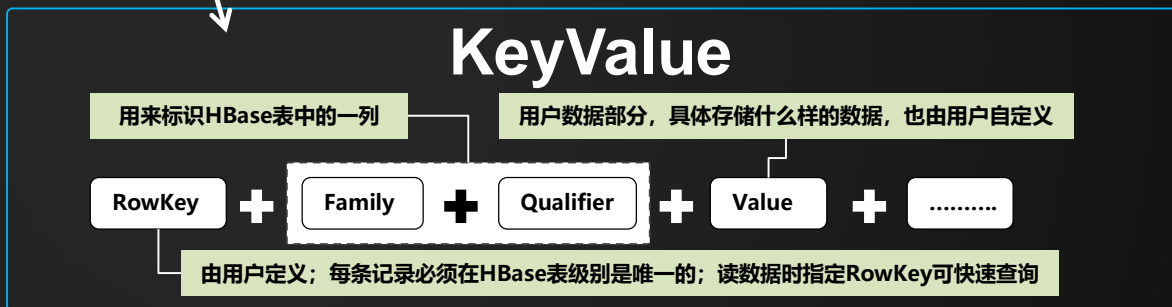 KeyValue
用来标识HBase表中的一列
用户数据部分，具体存储什么样的数据，也由用户自定义
RowKey + Family + Qualifier + Value + ..........
由用户定义；每条记录必须在HBase表级别是唯一的；读数据时指定RowKey可快速查询